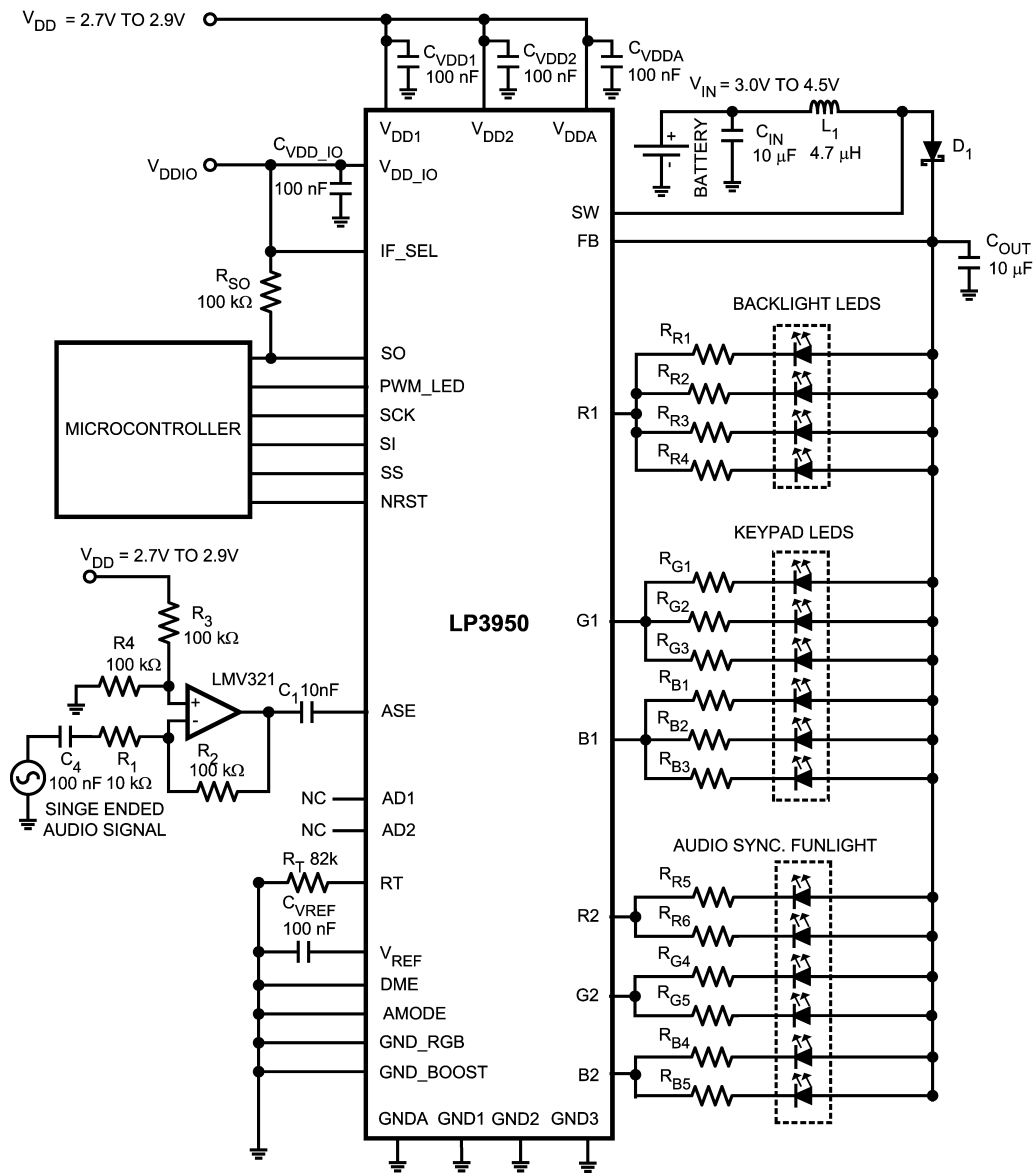 V_DD = 2.7V TO 2.9V
C_VDD1
100 nF
C_VDD2
100 nF
C_VDDA
100 nF
V_DD1
V_DD2
V_DDA
V_IN = 3.0V TO 4.5V
+
-
BATTERY
C_IN
10 µF
L_1
4.7 µH
D_1
V_DDIO
C_VDD_IO
100 nF
V_DD_IO
SW
FB
C_OUT
10 µF
IF_SEL
R_SO
100 kΩ
MICROCONTROLLER
SO
PWM_LED
SCK
SI
SS
NRST
BACKLIGHT LEDS
R_R1
R_R2
R_R3
R_R4
R1
KEYPAD LEDS
R_G1
R_G2
R_G3
G1
R_B1
R_B2
R_B3
B1
LP3950
V_DD = 2.7V TO 2.9V
R_3
100 kΩ
R4
100 kΩ
LMV321
+
-
C_1 10nF
ASE
C_4
100 nF
R_1
10 kΩ
R_2
100 kΩ
SINGE ENDED
AUDIO SIGNAL
NC
AD1
NC
AD2
R_T 82k
RT
C_VREF
100 nF
V_REF
DME
AMODE
GND_RGB
GND_BOOST
AUDIO SYNC. FUNLIGHT
R_R5
R_R6
R2
R_G4
R_G5
G2
R_B4
R_B5
B2
GNDA
GND1
GND2
GND3